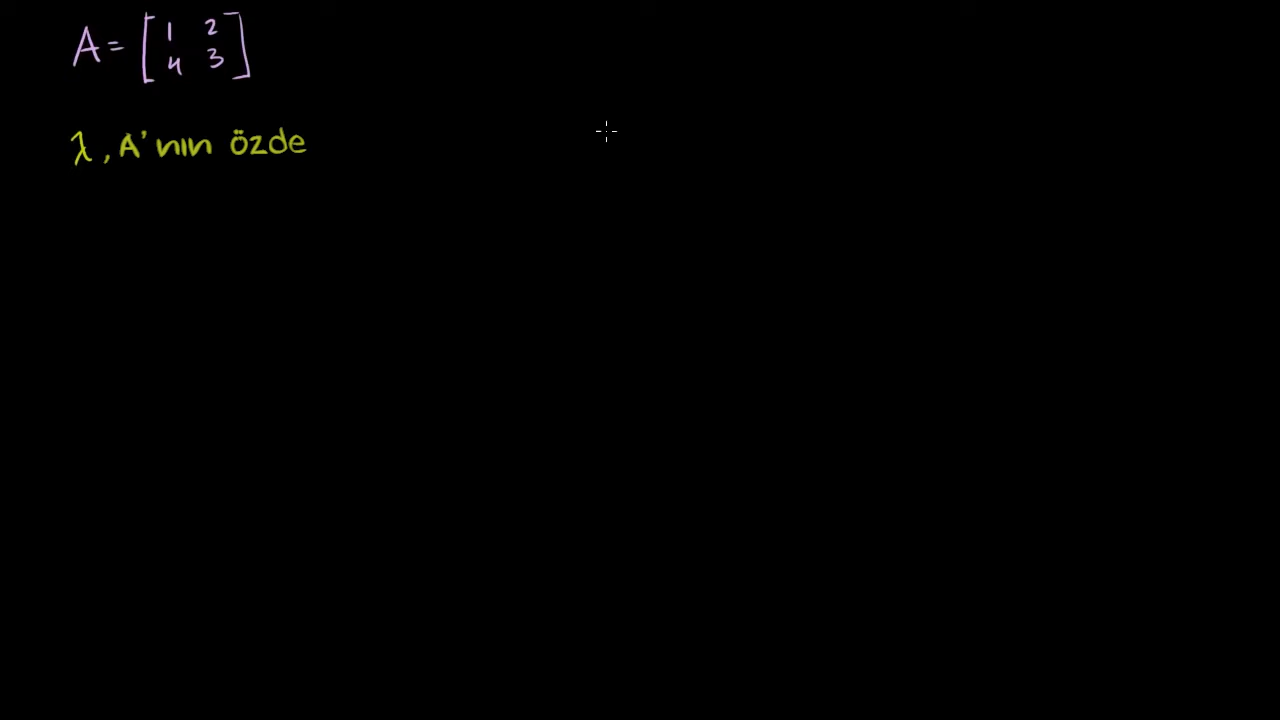 A = [ 1 2
4 3 ]
λ, A'nın özde